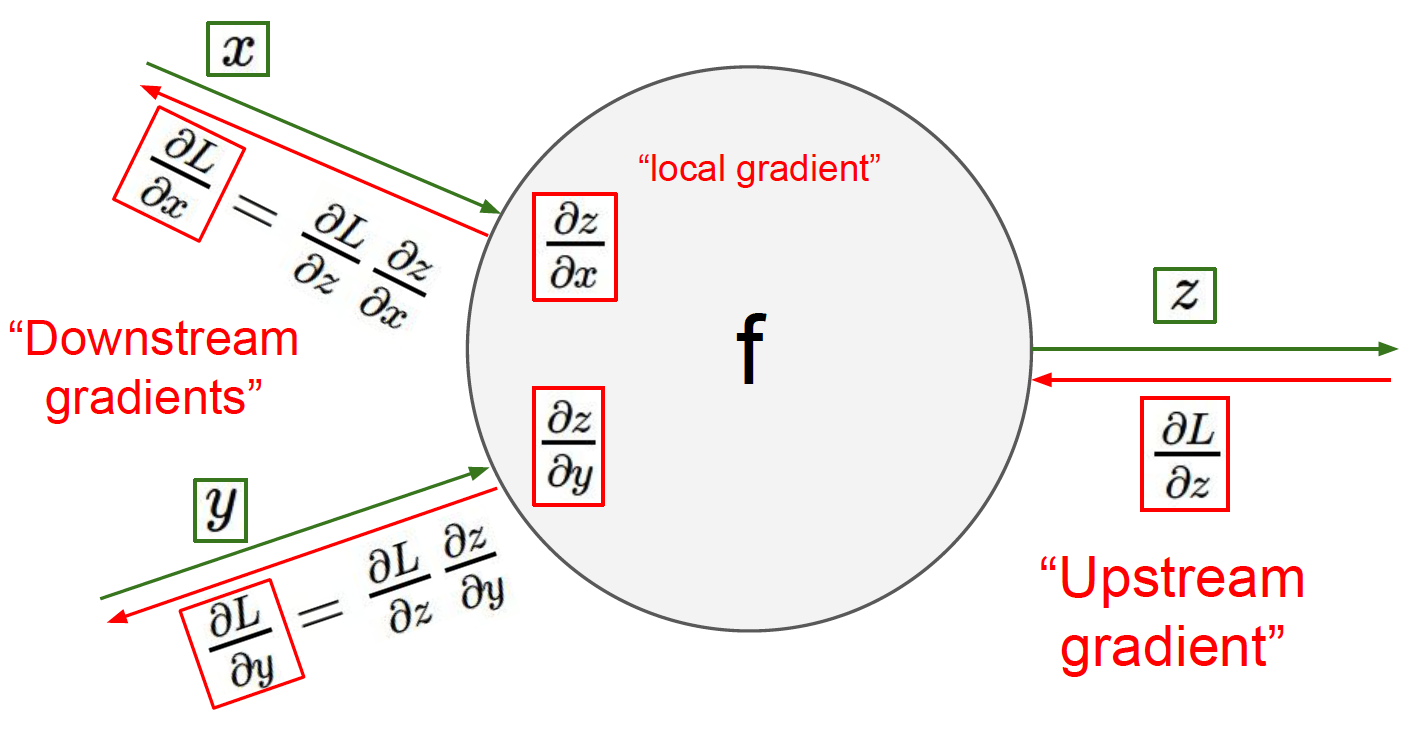 x
∂L/∂x = ∂L/∂z ∂z/∂x
“Downstream
gradients”
y
∂L/∂y = ∂L/∂z ∂z/∂y
“local gradient”
∂z/∂x
f
∂z/∂y
z
∂L/∂z
“Upstream
gradient”